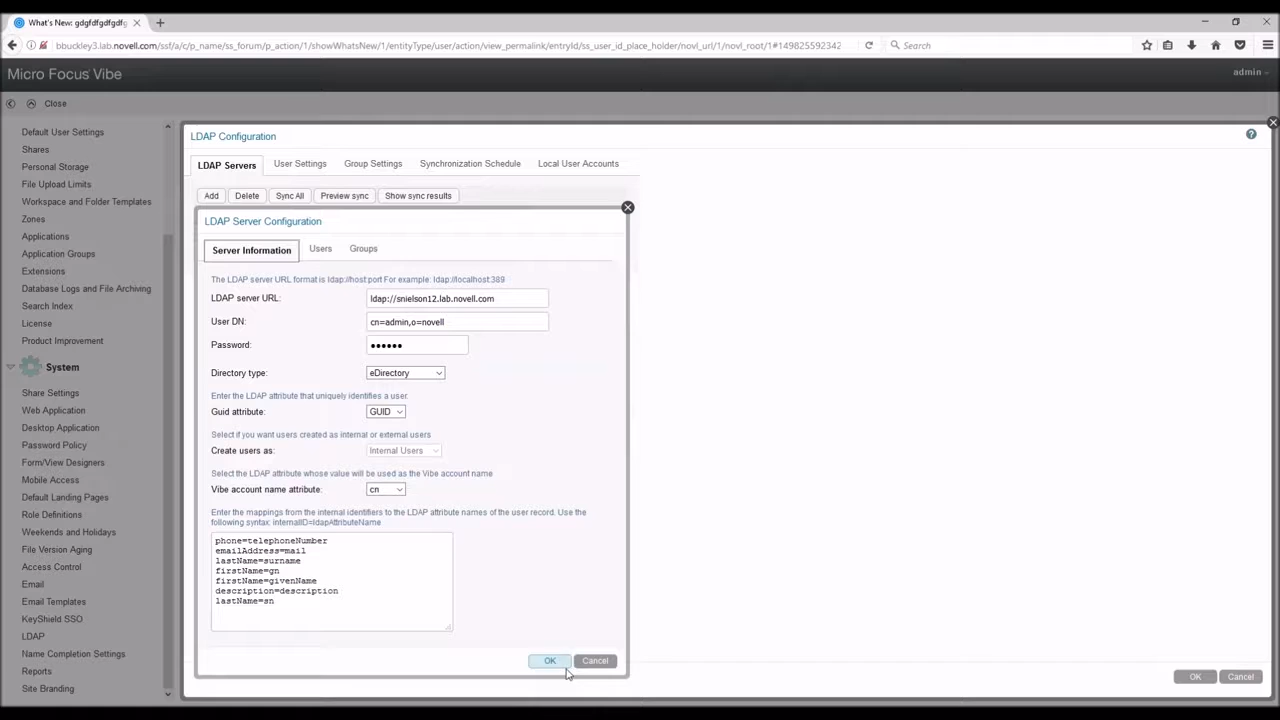 What's New: gdgfdfgdfgdfg
bbuckley3.lab.novell.com/ssf/a/c/p_name/ss_forum/p_action/1/showWhatsNew/1/entityType/user/action/view_permalink/entryId/ss_user_id_place_holder/novl_url/1/novl_root/1#149825592342
Search
Micro Focus Vibe
admin
Close
Default User Settings
Shares
Personal Storage
File Upload Limits
Workspace and Folder Templates
Zones
Applications
Application Groups
Extensions
Database Logs and File Archiving
Search Index
License
Product Improvement
System
Share Settings
Web Application
Desktop Application
Password Policy
Form/View Designers
Mobile Access
Default Landing Pages
Role Definitions
Weekends and Holidays
File Version Aging
Access Control
Email
Email Templates
KeyShield SSO
LDAP
Name Completion Settings
Reports
Site Branding
LDAP Configuration
LDAP Servers User Settings Group Settings Synchronization Schedule Local User Accounts
Add Delete Sync All Preview sync Show sync results
LDAP Server Configuration
Server Information Users Groups
The LDAP server URL format is ldap://host:port For example: ldap://localhost:389
LDAP server URL: ldap://snielson12.lab.novell.com
User DN: cn=admin,o=novell
Password: ••••••
Directory type: eDirectory
Enter the LDAP attribute that uniquely identifies a user.
Guid attribute: GUID
Select if you want users created as internal or external users
Create users as: Internal Users
Select the LDAP attribute whose value will be used as the Vibe account name
Vibe account name attribute: cn
Enter the mappings from the internal identifiers to the LDAP attribute names of the user record. Use the
following syntax: internalID=ldapAttributeName
phone=telephoneNumber
emailAddress=mail
lastName=surname
firstName=gn
firstName=givenName
description=description
lastName=sn
OK Cancel
OK Cancel